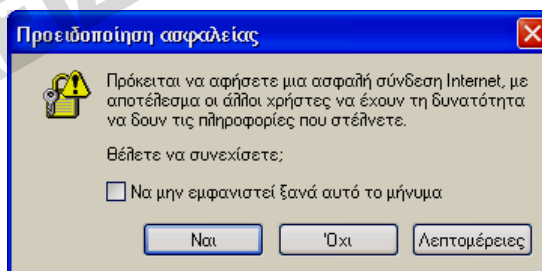 Προειδοποίηση ασφαλείας
Πρόκειται να αφήσετε μια ασφαλή σύνδεση Internet, με
αποτέλεσμα οι άλλοι χρήστες να έχουν τη δυνατότητα
να δουν τις πληροφορίες που στέλνετε.
Θέλετε να συνεχίσετε;
Να μην εμφανιστεί ξανά αυτό το μήνυμα
Ναι Όχι Λεπτομέρειες